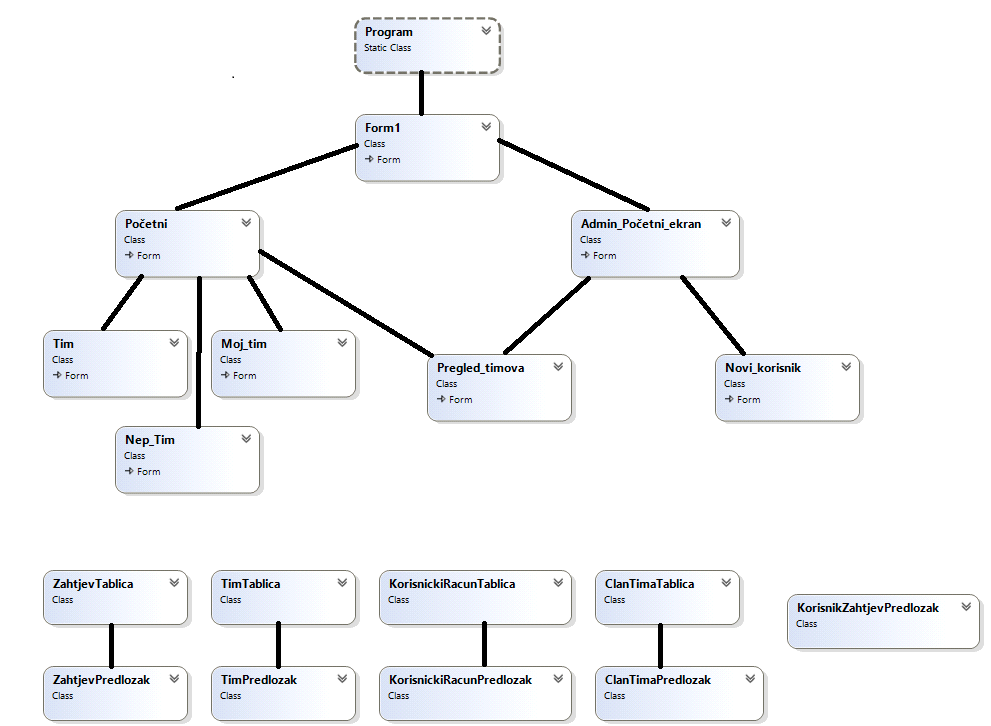 Program
Static Class
Form1
Class
Form
Početni
Class
Form
Admin_Početni_ekran
Class
Form
Tim
Class
Form
Moj_tim
Class
Form
Pregled_timova
Class
Form
Novi_korisnik
Class
Form
Nep_Tim
Class
Form
ZahtjevTablica
Class
TimTablica
Class
KorisnickiRacunTablica
Class
ClanTimaTablica
Class
KorisnikZahtjevPredlozak
Class
ZahtjevPredlozak
Class
TimPredlozak
Class
KorisnickiRacunPredlozak
Class
ClanTimaPredlozak
Class